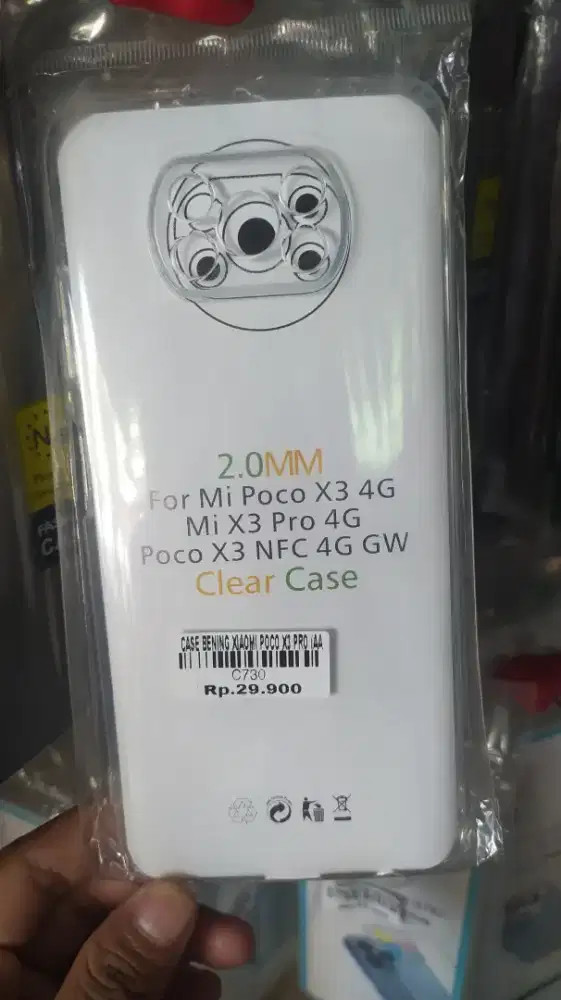 2.0MM
For Mi Poco X3 4G
Mi X3 Pro 4G
Poco X3 NFC 4G GW
Clear Case
CASE BENING XIAOMI POCO X3 PRO
C730
Rp.29.900